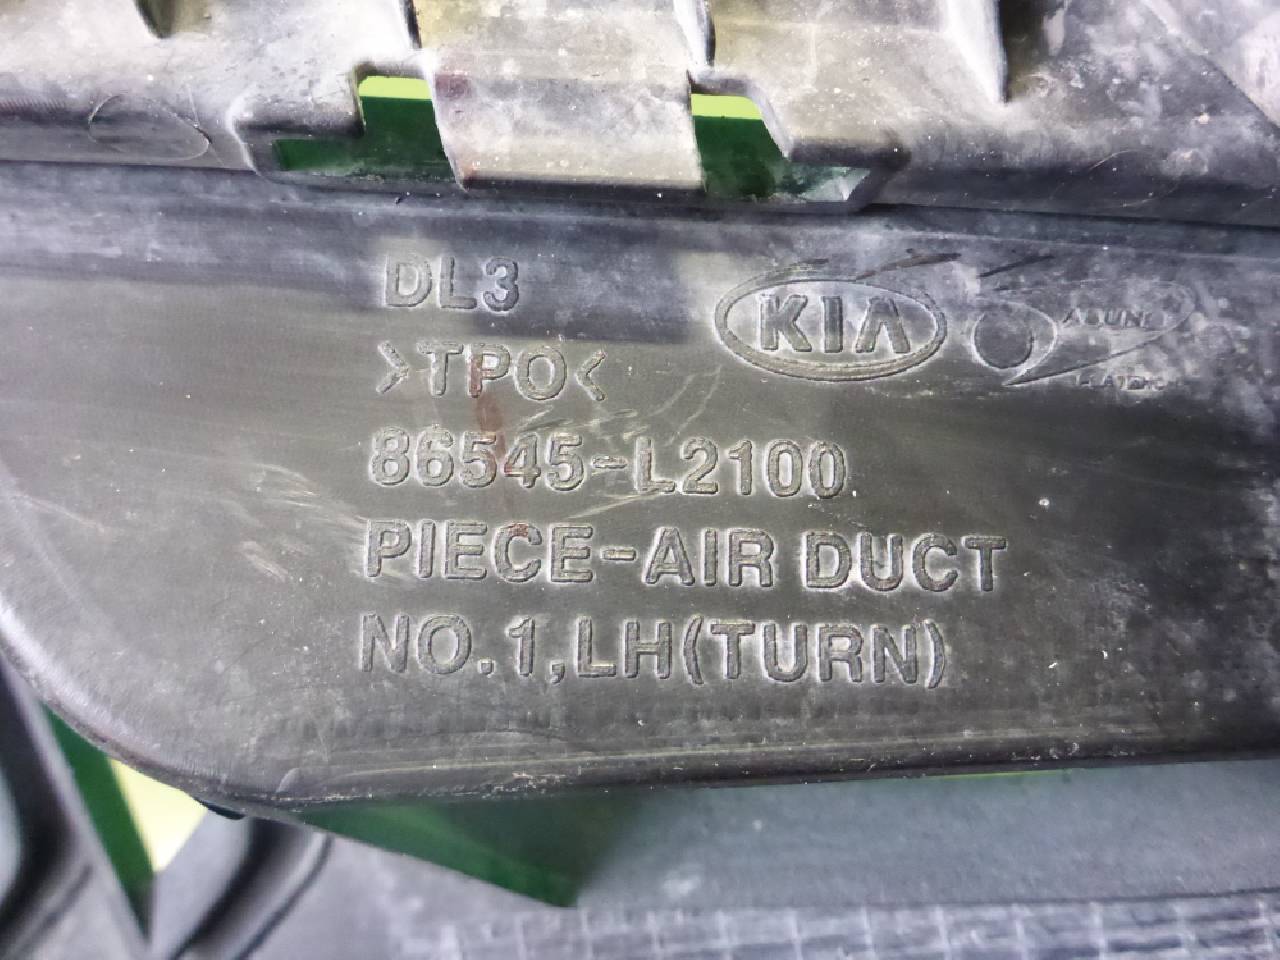 DL3
KIA
>TPO<
86545-L2100
PIECE-AIR DUCT
NO.1,LH(TURN)